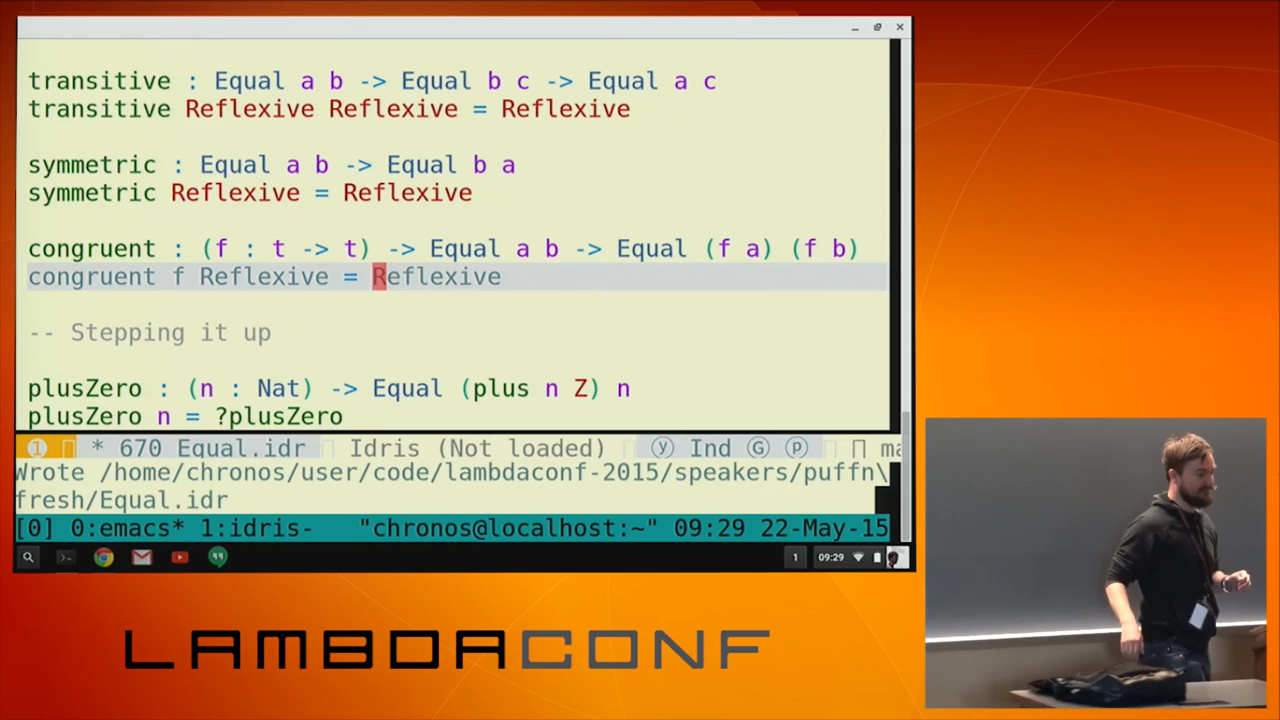 transitive : Equal a b -> Equal b c -> Equal a c
transitive Reflexive Reflexive = Reflexive
symmetric : Equal a b -> Equal b a
symmetric Reflexive = Reflexive
congruent : (f : t -> t) -> Equal a b -> Equal (f a) (f b)
congruent f Reflexive = Reflexive
-- Stepping it up
plusZero : (n : Nat) -> Equal (plus n Z) n
plusZero n = ?plusZero
1 * 670 Equal.idr Idris (Not loaded) y Ind G p ma
Wrote /home/chronos/user/code/lambdaconf-2015/speakers/puffn\
fresh/Equal.idr
[0] 0:emacs* 1:idris- "chronos@localhost:~" 09:29 22-May-15
1 09:29
LAMBDACONF